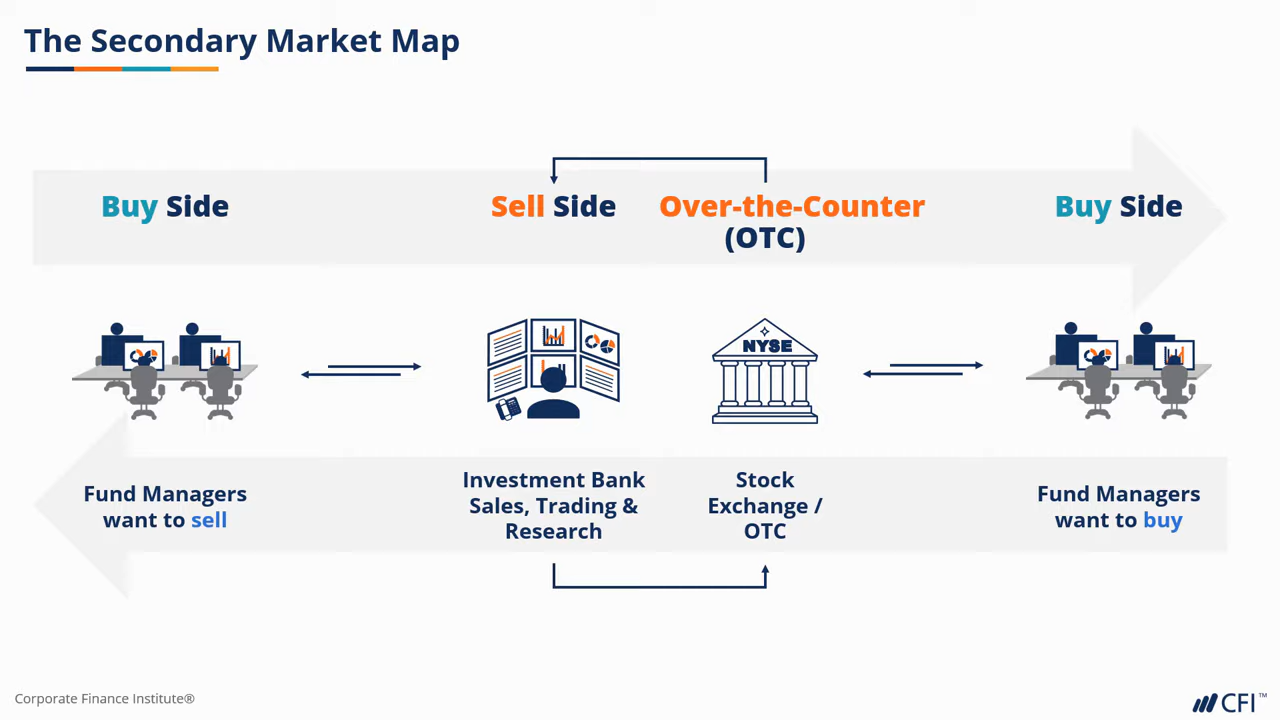 The Secondary Market Map
Buy Side
Sell Side
Over-the-Counter
(OTC)
Buy Side
NYSE
Fund Managers
want to sell
Investment Bank
Sales, Trading &
Research
Stock
Exchange /
OTC
Fund Managers
want to buy
Corporate Finance Institute®
CFI™